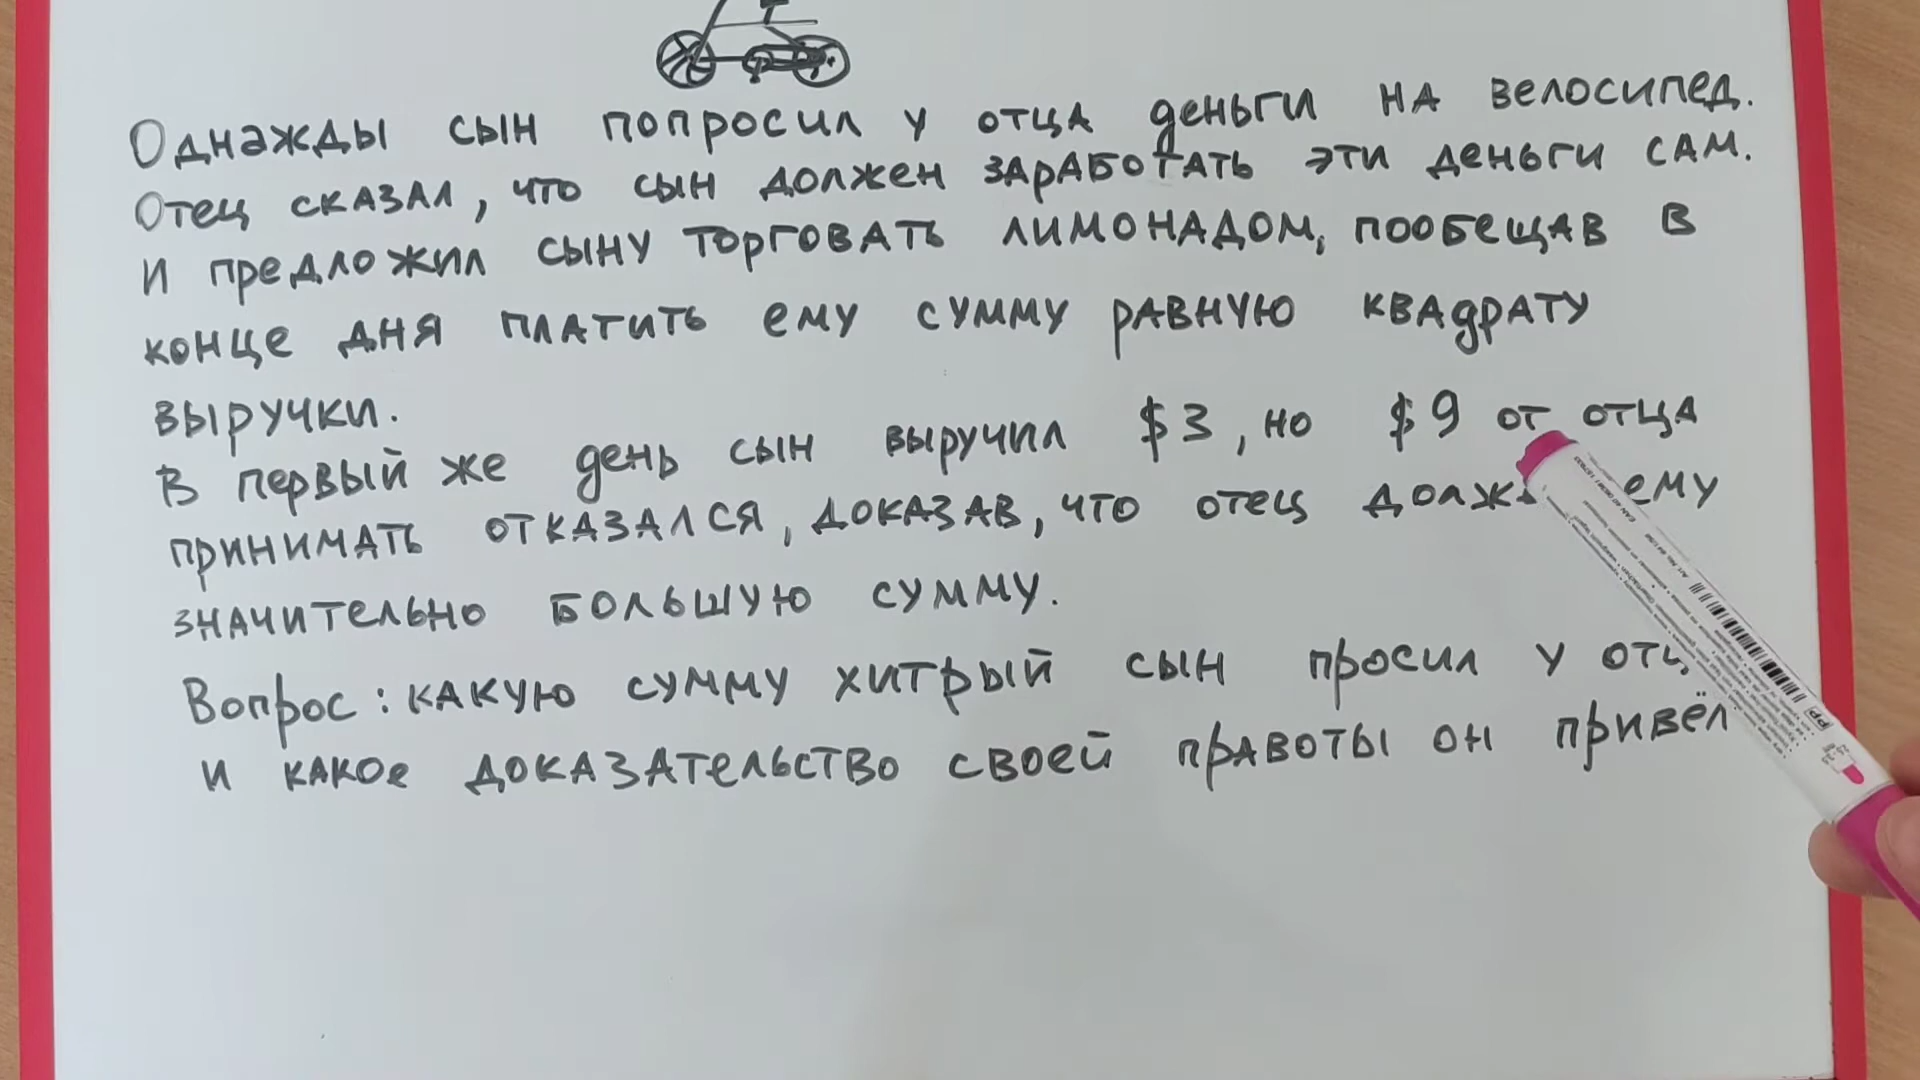 Однажды сын попросил у отца деньги на велосипед.
Отец сказал, что сын должен заработать эти деньги сам.
И предложил сыну торговать лимонадом, пообещав в
конце дня платить ему сумму равную квадрату
выручки.
В первый же день сын выручил $3, но $9 от отца
принимать отказался, доказав, что отец долж ему
значительно большую сумму.
Вопрос: какую сумму хитрый сын просил у отц
и какое доказательство своей правоты он привёл